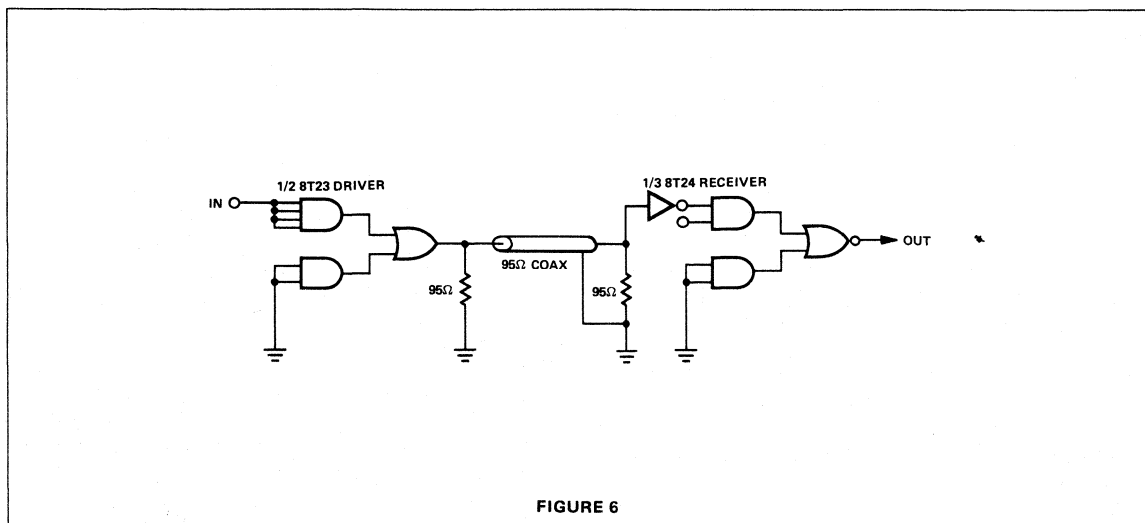 1/2 8T23 DRIVER
1/3 8T24 RECEIVER
IN
OUT
95Ω COAX
95Ω
95Ω
FIGURE 6